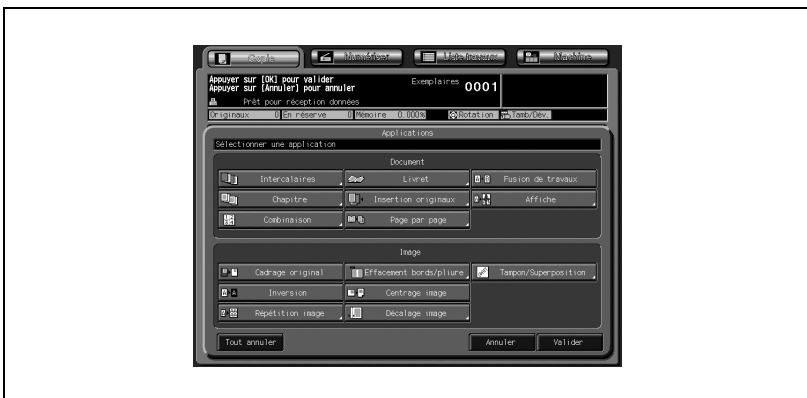 Copie Numériser Liste travaux Machine
Appuyer sur [OK] pour valider
Appuyer sur [Annuler] pour annuler
Exemplaires 0001
Prêt pour réception données
Originaux 0 En réserve 0 Mémoire 0.000% Rotation Tamb/Dév.
Applications
Sélectionner une application
Document
Intercalaires Livret Fusion de travaux
Chapitre Insertion originaux Affiche
Combinaison Page par page
Image
Cadrage original Effacement bords/pliure Tampon/Superposition
Inversion Centrage image
Répétition image Décalage image
Tout annuler Annuler Valider